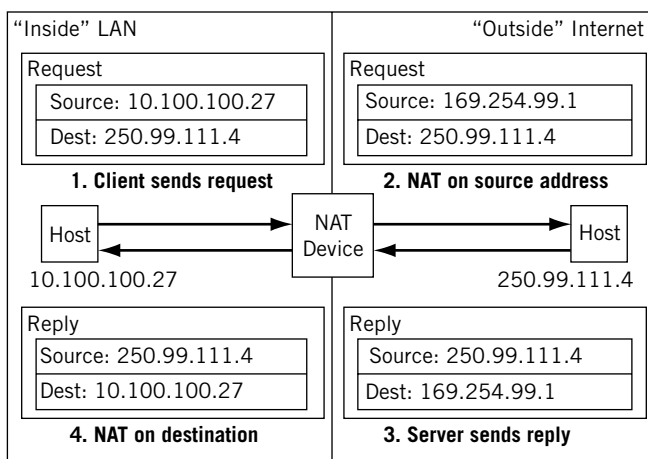 “Inside” LAN
“Outside” Internet
Request
Source: 10.100.100.27
Dest: 250.99.111.4
1. Client sends request
Request
Source: 169.254.99.1
Dest: 250.99.111.4
2. NAT on source address
Host
10.100.100.27
NAT
Device
Host
250.99.111.4
Reply
Source: 250.99.111.4
Dest: 10.100.100.27
4. NAT on destination
Reply
Source: 250.99.111.4
Dest: 169.254.99.1
3. Server sends reply